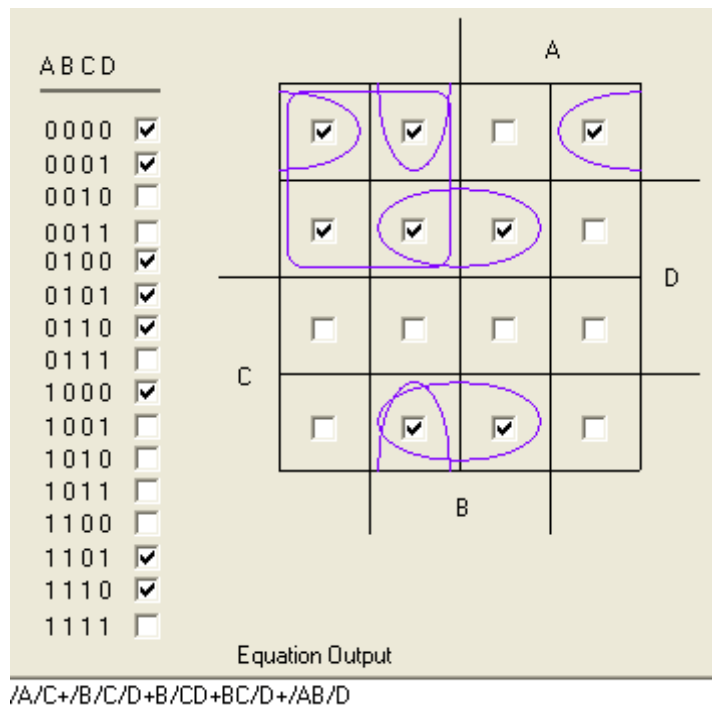 A B C D
A
0000
0001
0010
0011
0100
0101
0110
0111
1000
1001
1010
1011
1100
1101
1110
1111
D
C
B
Equation Output
/A/C+/B/C/D+B/CD+BC/D+/AB/D